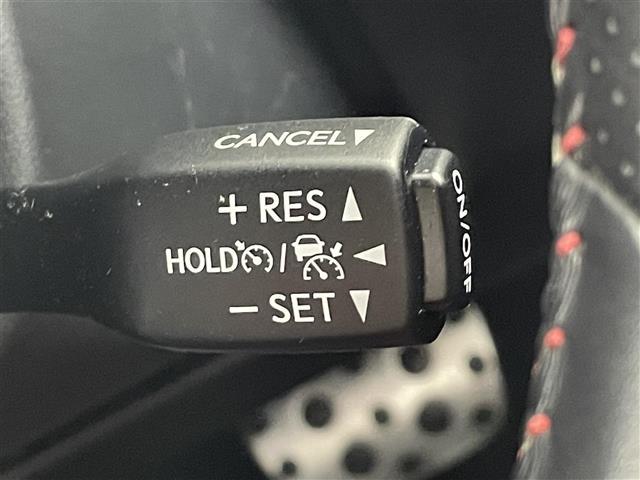 CANCEL▼
+ RES ▲
HOLD / ◀
− SET ▼
ON/OFF